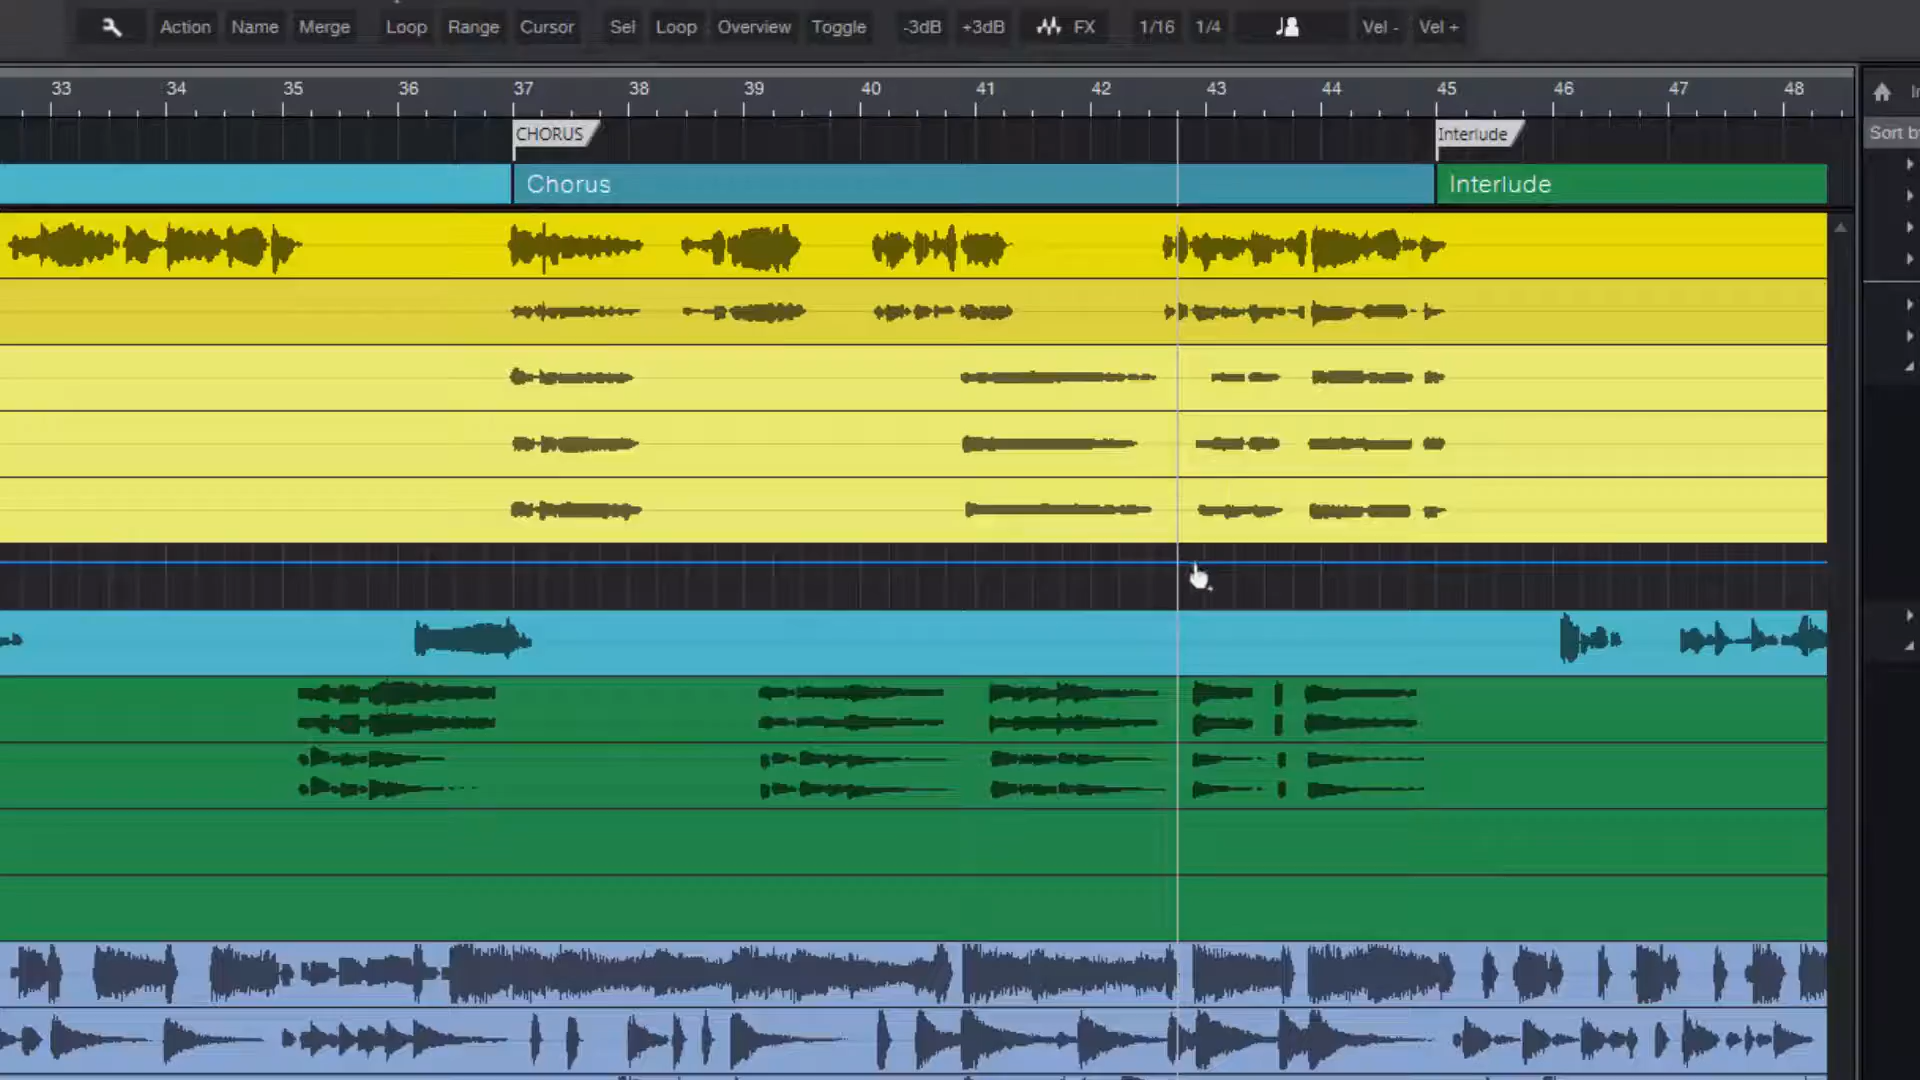 Action Name Merge Loop Range Cursor Sel Loop Overview Toggle -3dB +3dB FX 1/16 1/4 Vel - Vel +
33 34 35 36 37 38 39 40 41 42 43 44 45 46 47 48
CHORUS Interlude
Sort
Chorus Interlude